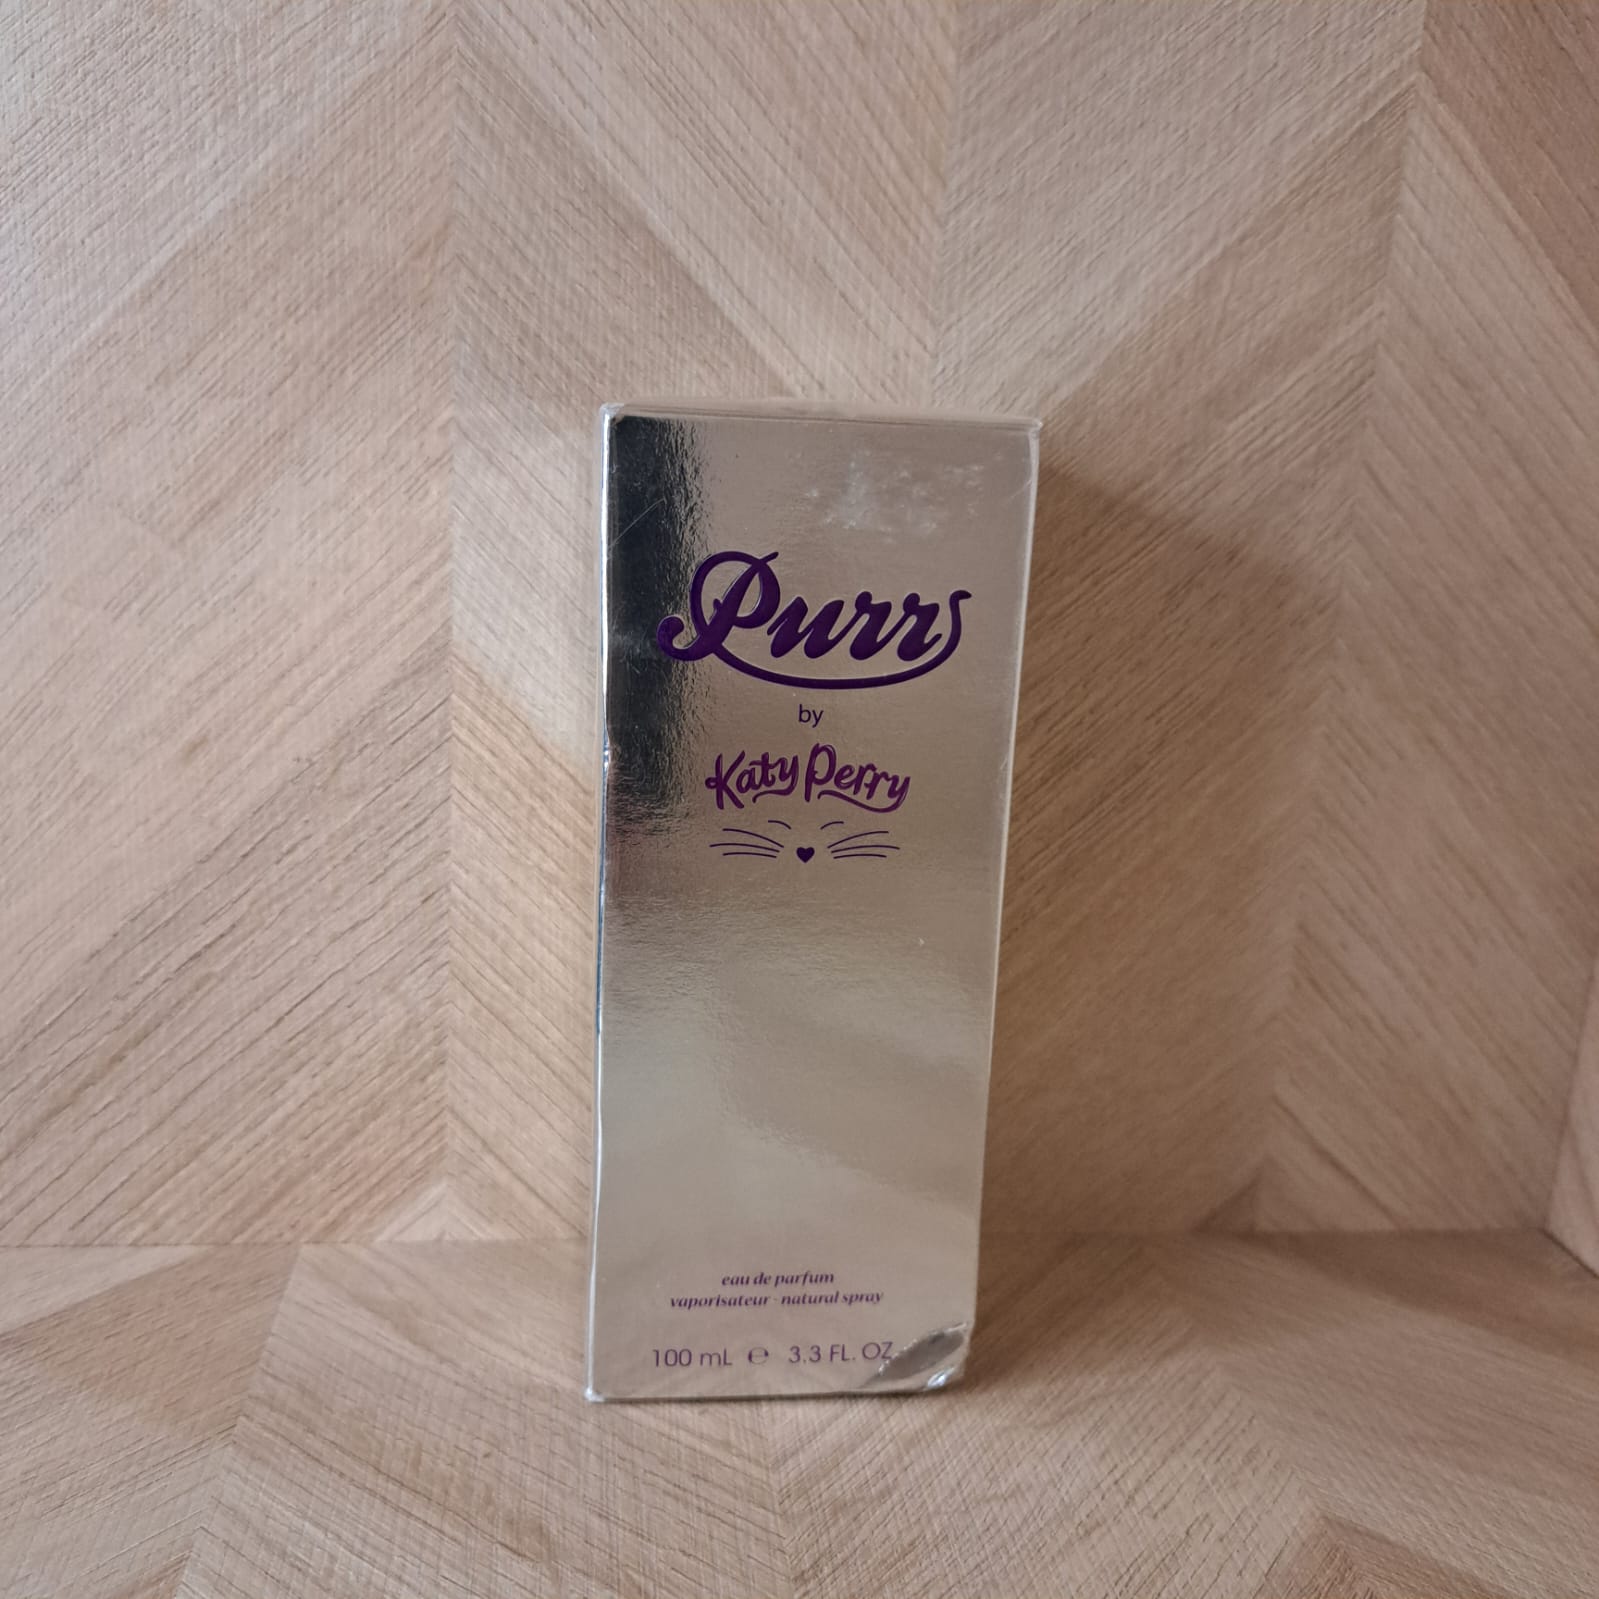 Purr
by
Katy Perry
eau de parfum
vaporisateur · natural spray
100 mL ℮ 3.3 FL. OZ